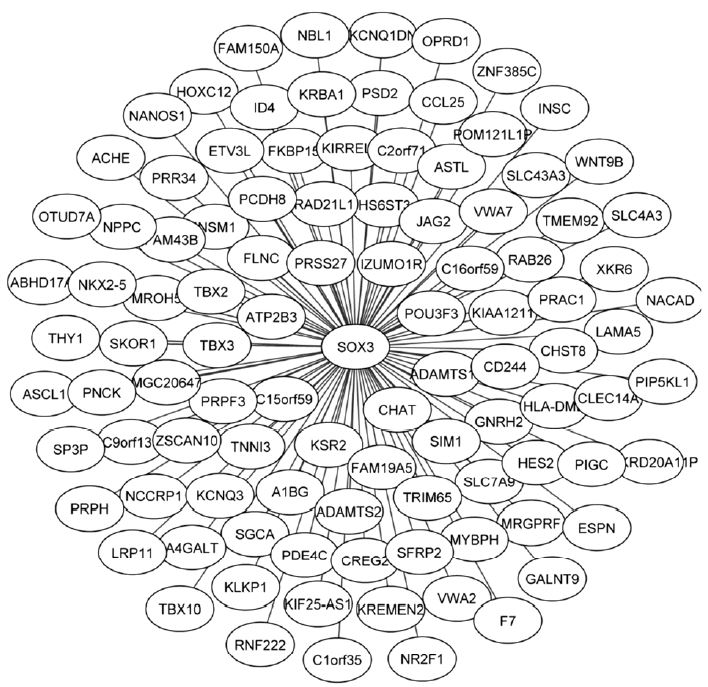 NBL1
KCNQ1DN
OPRD1
FAM150A
ZNF385C
HOXC12
ID4
KRBA1
PSD2
CCL25
INSC
NANOS1
POM121L1P
ETV3L
FKBP15
KIRREL
C2orf71
ASTL
ACHE
PRR34
SLC43A3
WNT9B
PCDH8
RAD21L1
HS6ST3
JAG2
VWA7
TMEM92
SLC4A3
OTUD7A
NPPC
FAM43B
INSM1
FLNC
PRSS27
IZUMO1R
C16orf59
RAB26
XKR6
ABHD17A
NKX2-5
MROH5
TBX2
ATP2B3
POU3F3
KIAA1211
PRAC1
NACAD
THY1
SKOR1
TBX3
SOX3
LAMA5
CHST8
ADAMTS1
CD244
ASCL1
PNCK
MGC20647
PRPF3
C15orf59
CHAT
GNRH2
HLA-DM
CLEC14A
PIP5KL1
SP3P
C9orf13
ZSCAN10
TNNI3
KSR2
SIM1
FAM19A5
HES2
PIGC
KRD20A11P
SLC7A9
PRPH
NCCRP1
KCNQ3
A1BG
ADAMTS2
TRIM65
MRGPRF
ESPN
LRP11
A4GALT
SGCA
PDE4C
CREG2
SFRP2
MYBPH
GALNT9
TBX10
KLKP1
KIF25-AS1
KREMEN2
VWA2
F7
RNF222
C1orf35
NR2F1